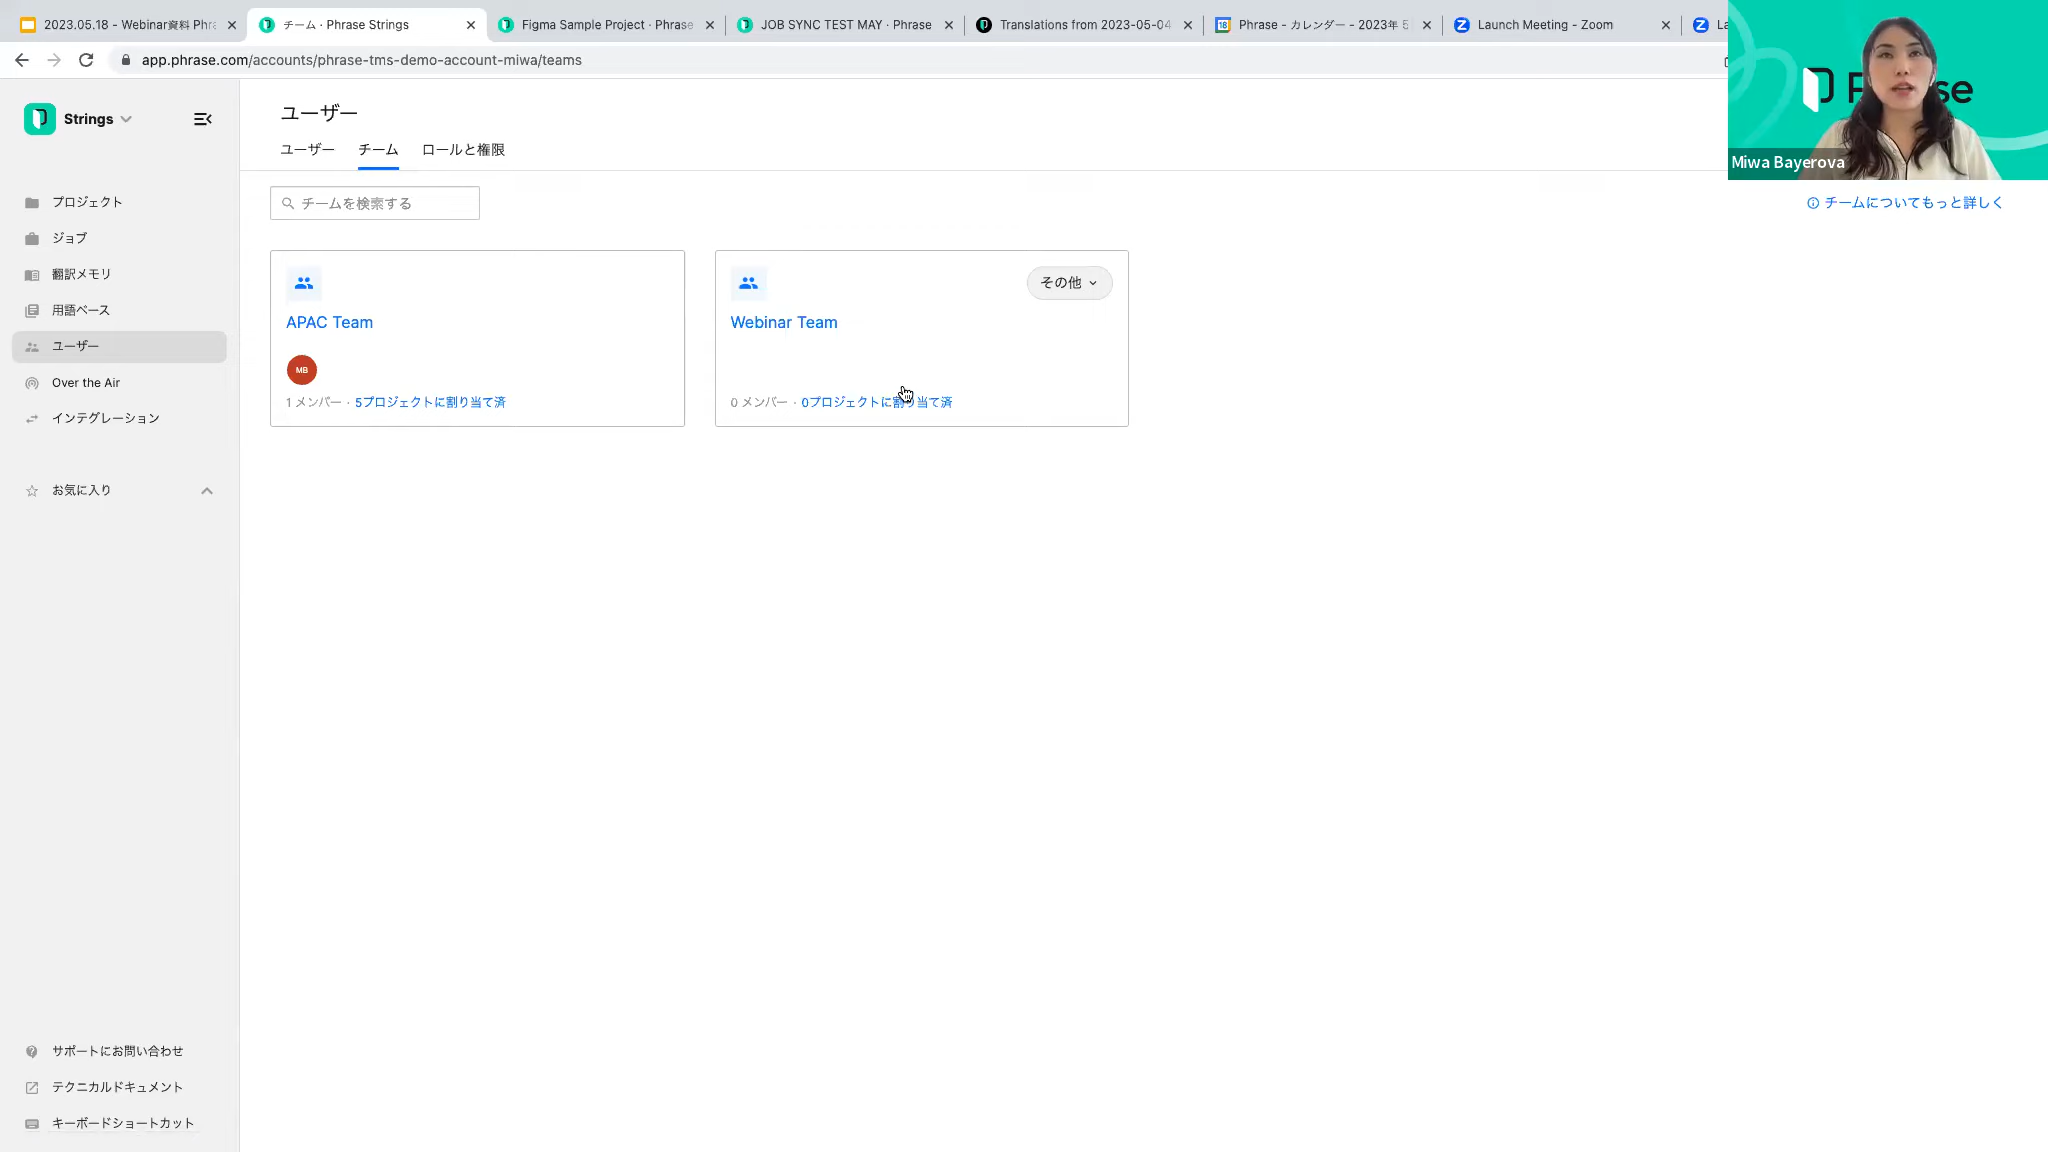 2023.05.18 - Webinar資料 Phra
チーム · Phrase Strings
Figma Sample Project · Phrase
JOB SYNC TEST MAY · Phrase
Translations from 2023-05-04
Phrase - カレンダー - 2023年 5
Launch Meeting - Zoom
La
app.phrase.com/accounts/phrase-tms-demo-account-miwa/teams
Strings
プロジェクト
ジョブ
翻訳メモリ
用語ベース
ユーザー
Over the Air
インテグレーション
お気に入り
サポートにお問い合わせ
テクニカルドキュメント
キーボードショートカット
ユーザー
ユーザー チーム ロールと権限
チームを検索する
チームについてもっと詳しく
APAC Team
MB
1 メンバー · 5プロジェクトに割り当て済
その他
Webinar Team
0 メンバー · 0プロジェクトに割り当て済
Miwa Bayerova